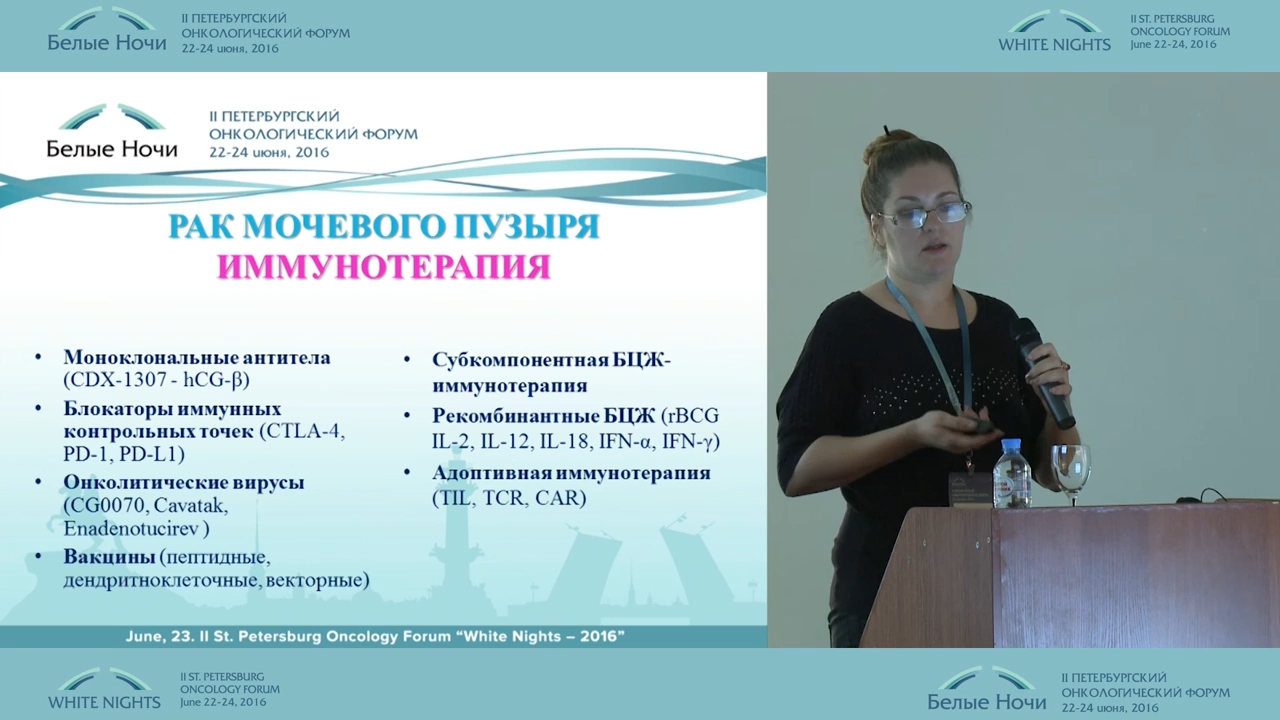 Белые Ночи
II ПЕТЕРБУРГСКИЙ
ОНКОЛОГИЧЕСКИЙ ФОРУМ
22-24 июня, 2016
WHITE NIGHTS
II ST. PETERSBURG
ONCOLOGY FORUM
June 22-24, 2016
Белые Ночи
II ПЕТЕРБУРГСКИЙ
ОНКОЛОГИЧЕСКИЙ ФОРУМ
22-24 июня, 2016
РАК МОЧЕВОГО ПУЗЫРЯ
ИММУНОТЕРАПИЯ
• Моноклональные антитела
(CDX-1307 - hCG-β)
• Блокаторы иммунных
контрольных точек (CTLA-4,
PD-1, PD-L1)
• Онколитические вирусы
(CG0070, Cavatak,
Enadenotucirev )
• Вакцины (пептидные,
дендритноклеточные, векторные)
• Субкомпонентная БЦЖ-
иммунотерапия
• Рекомбинантные БЦЖ (rBCG
IL-2, IL-12, IL-18, IFN-α, IFN-γ)
• Адоптивная иммунотерапия
(TIL, TCR, CAR)
June, 23. II St. Petersburg Oncology Forum “White Nights – 2016”
WHITE NIGHTS
II ST. PETERSBURG
ONCOLOGY FORUM
June 22-24, 2016
Белые Ночи
II ПЕТЕРБУРГСКИЙ
ОНКОЛОГИЧЕСКИЙ ФОРУМ
22-24 июня, 2016